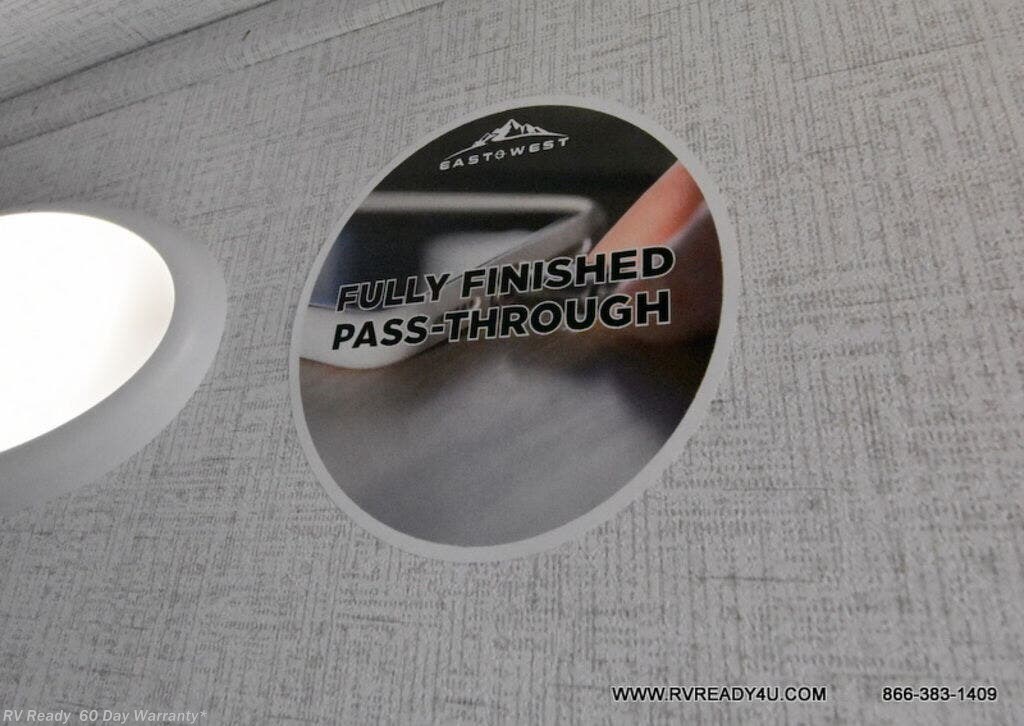 EAST WEST
FULLY FINISHED
PASS-THROUGH
WWW.RVREADY4U.COM 866-383-1409
RV Ready 60 Day Warranty*